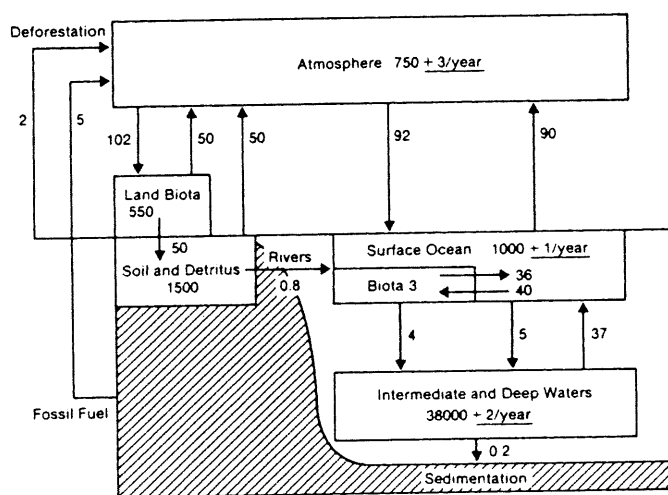 Deforestation
Atmosphere 750 + 3/year
2
5
102
50
50
92
90
Land Biota
550
50
Soil and Detritus
1500
Rivers
0.8
Surface Ocean 1000 + 1/year
Biota 3
36
40
4
5
37
Fossil Fuel
Intermediate and Deep Waters
38000 + 2/year
0 2
Sedimentation